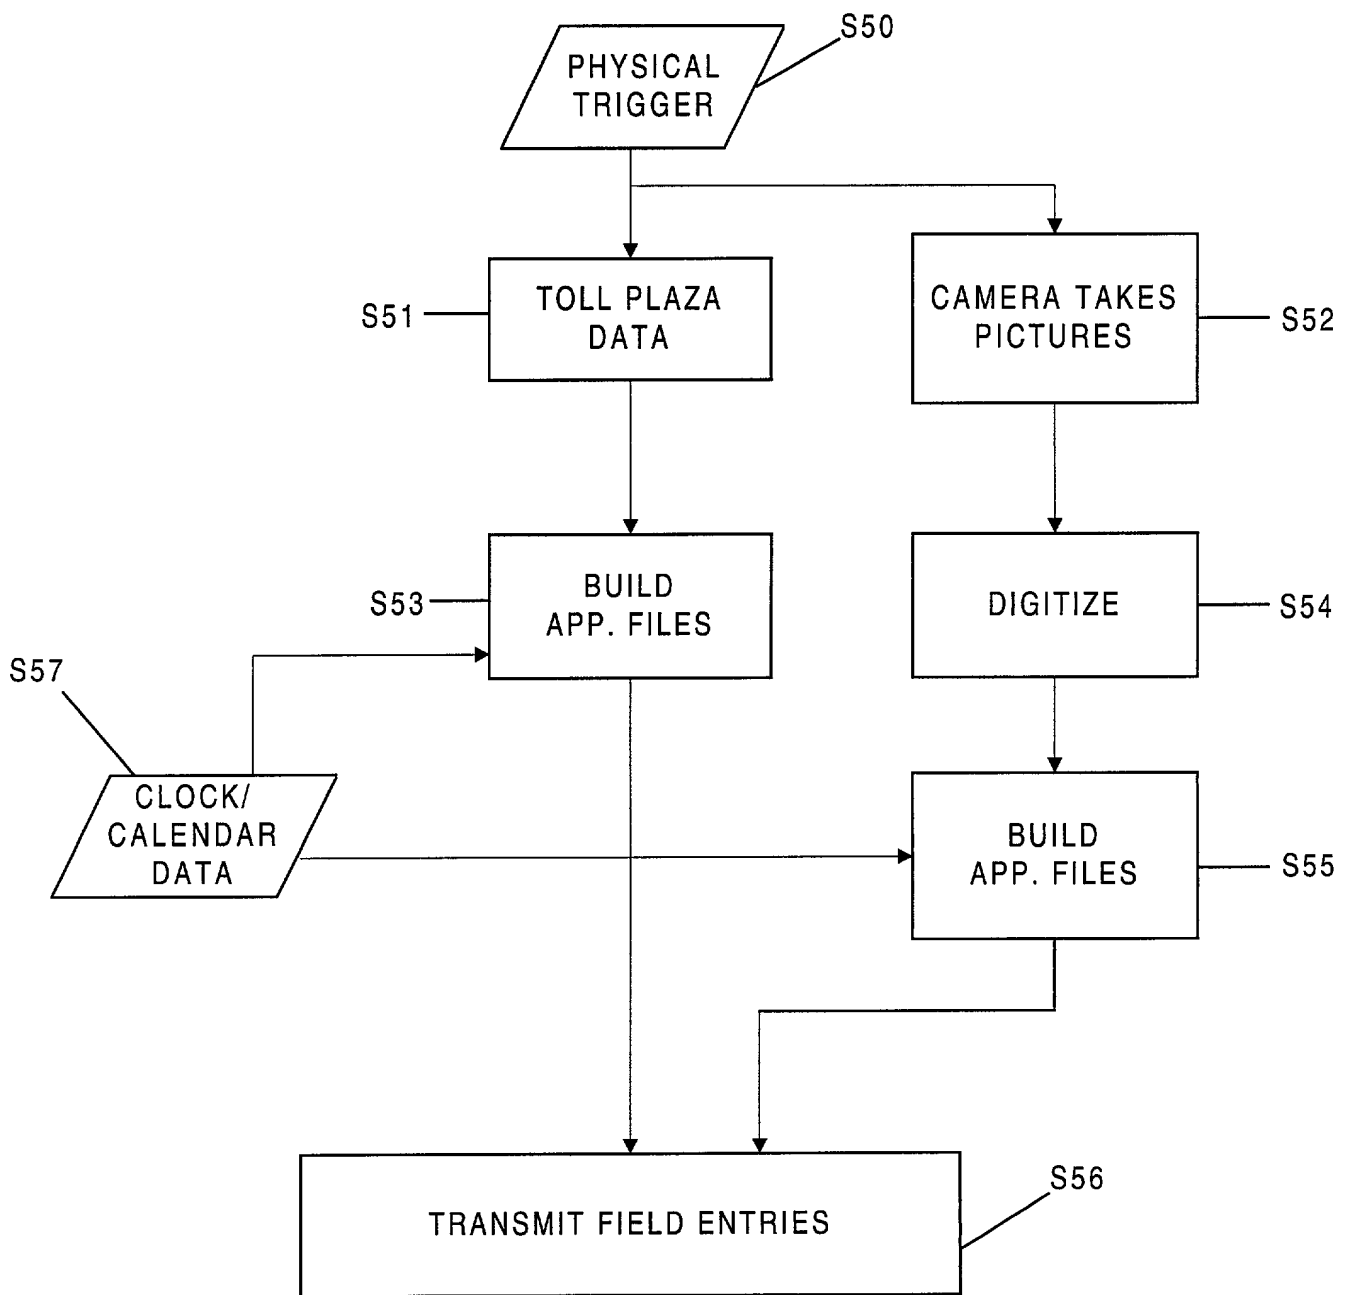 S50
PHYSICAL
TRIGGER
S51
TOLL PLAZA
DATA
CAMERA TAKES
PICTURES
S52
S53
BUILD
APP. FILES
DIGITIZE
S54
S57
CLOCK/
CALENDAR
DATA
BUILD
APP. FILES
S55
S56
TRANSMIT FIELD ENTRIES